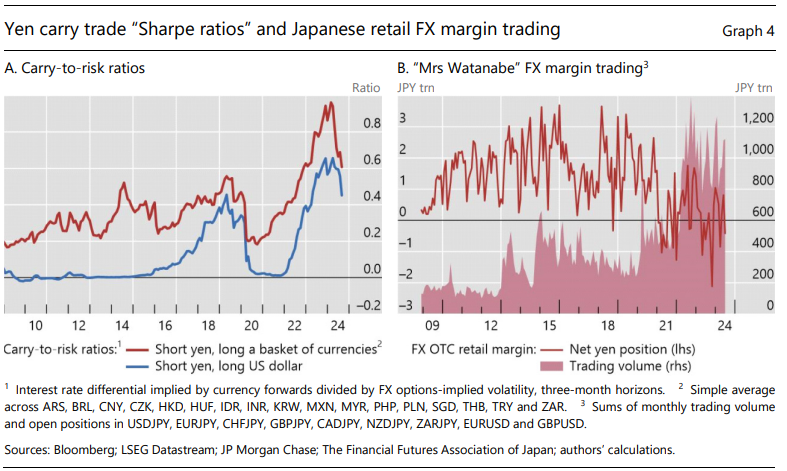 Yen carry trade “Sharpe ratios” and Japanese retail FX margin trading
Graph 4
A. Carry-to-risk ratios
B. “Mrs Watanabe” FX margin trading³
Ratio
0.8
0.6
0.4
0.2
0.0
–0.2
10 12 14 16 18 20 22 24
JPY trn
JPY trn
3
2
1
0
–1
–2
–3
1,200
1,000
800
600
400
200
0
09 12 15 18 21 24
Carry-to-risk ratios:¹
Short yen, long a basket of currencies²
Short yen, long US dollar
FX OTC retail margin:
Net yen position (lhs)
Trading volume (rhs)
¹ Interest rate differential implied by currency forwards divided by FX options-implied volatility, three-month horizons. ² Simple average
across ARS, BRL, CNY, CZK, HKD, HUF, IDR, INR, KRW, MXN, MYR, PHP, PLN, SGD, THB, TRY and ZAR. ³ Sums of monthly trading volume
and open positions in USDJPY, EURJPY, CHFJPY, GBPJPY, CADJPY, NZDJPY, ZARJPY, EURUSD and GBPUSD.
Sources: Bloomberg; LSEG Datastream; JP Morgan Chase; The Financial Futures Association of Japan; authors’ calculations.